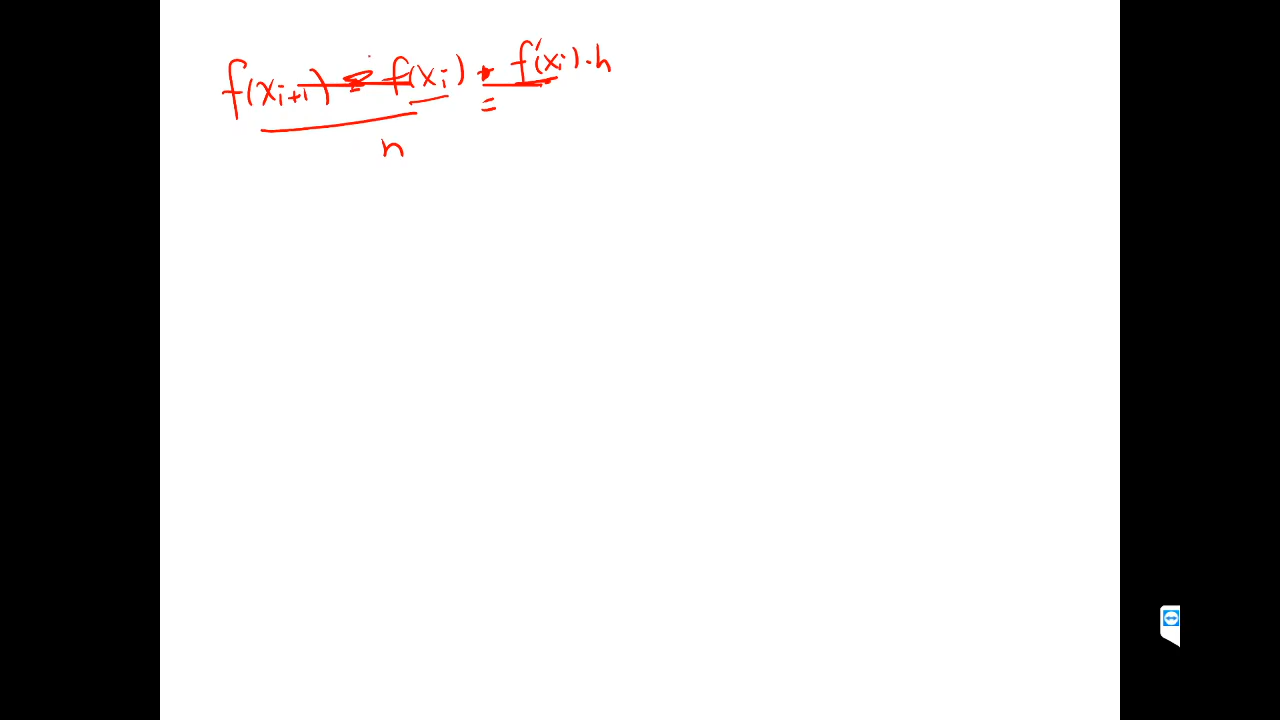 f(xi+1) = f(xi) + f'(xi)·h
=
h